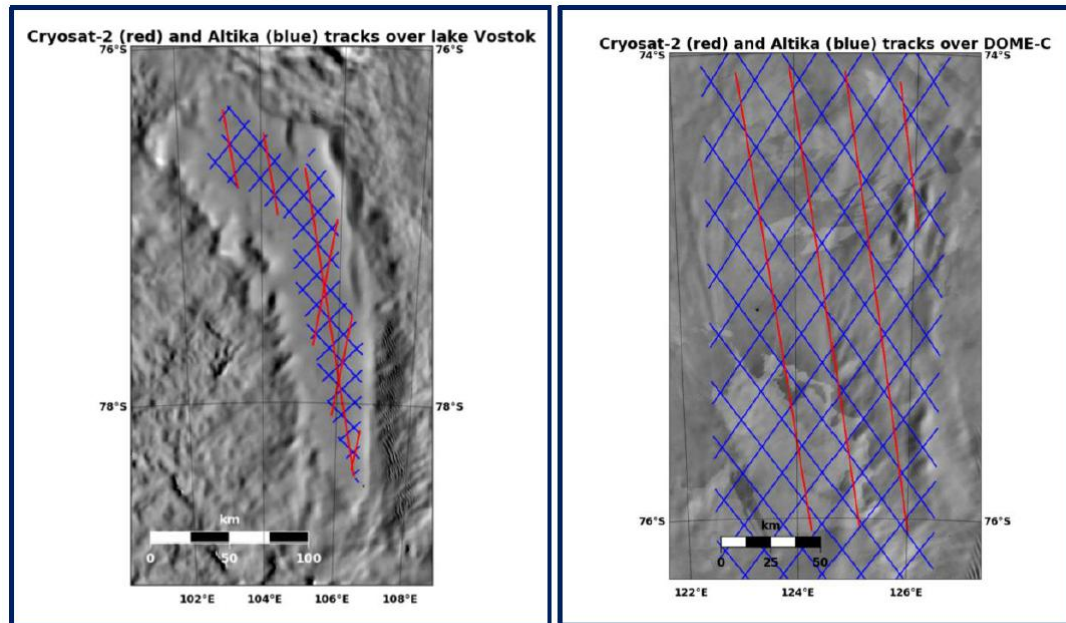 Cryosat-2 (red) and Altika (blue) tracks over lake Vostok
76°S 76°S
78°S 78°S
km
0 50 100
102°E 104°E 106°E 108°E
Cryosat-2 (red) and Altika (blue) tracks over DOME-C
74°S 74°S
76°S
km
0 25 50
122°E 124°E 126°E